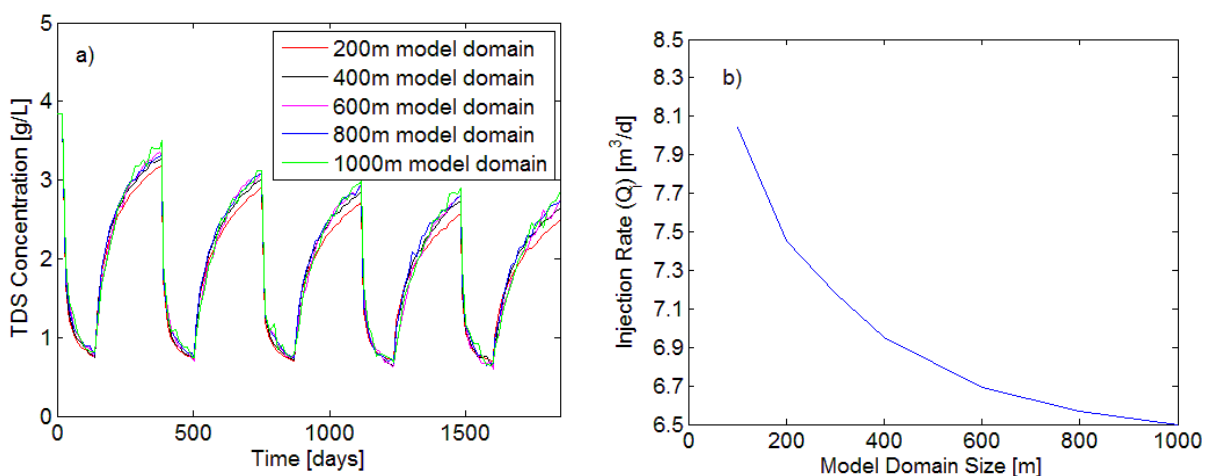 a)
200m model domain
400m model domain
600m model domain
800m model domain
1000m model domain
TDS Concentration [g/L]
5
4
3
2
1
0
0 500 1000 1500
Time [days]
b)
Injection Rate (Qᵢ) [m³/d]
8.5
8.3
8.1
7.9
7.7
7.5
7.3
7.1
6.9
6.7
6.5
0 200 400 600 800 1000
Model Domain Size [m]